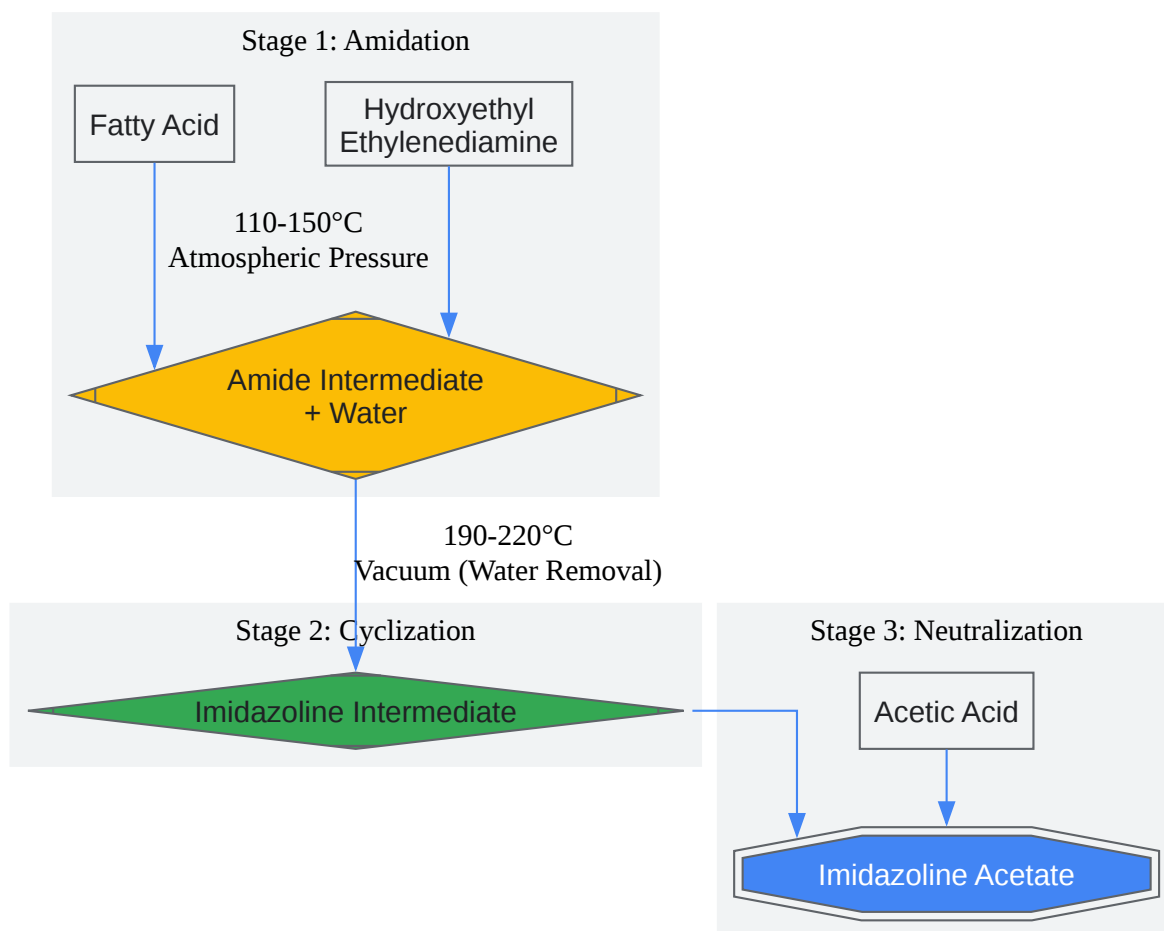 Stage 1: Amidation
Fatty Acid
Hydroxyethyl
Ethylenediamine
110-150°C
Atmospheric Pressure
Amide Intermediate
+ Water
190-220°C
Vacuum (Water Removal)
Stage 2: Cyclization
Imidazoline Intermediate
Stage 3: Neutralization
Acetic Acid
Imidazoline Acetate